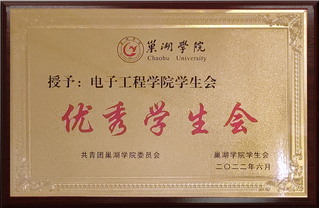 巢湖学院
Chaohu University
授予：电子工程学院学生会
优秀学生会
共青团巢湖学院委员会 巢湖学院学生会
二〇二二年六月